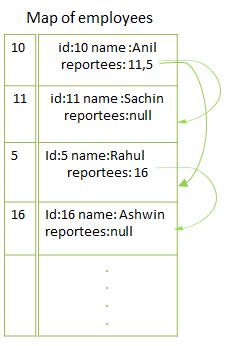 Map of employees
10 id:10 name :Anil
reportees: 11,5
11 id:11 name :Sachin
reportees:null
5 Id:5 name:Rahul
reportees: 16
16 Id:16 name: Ashwin
reportees:null